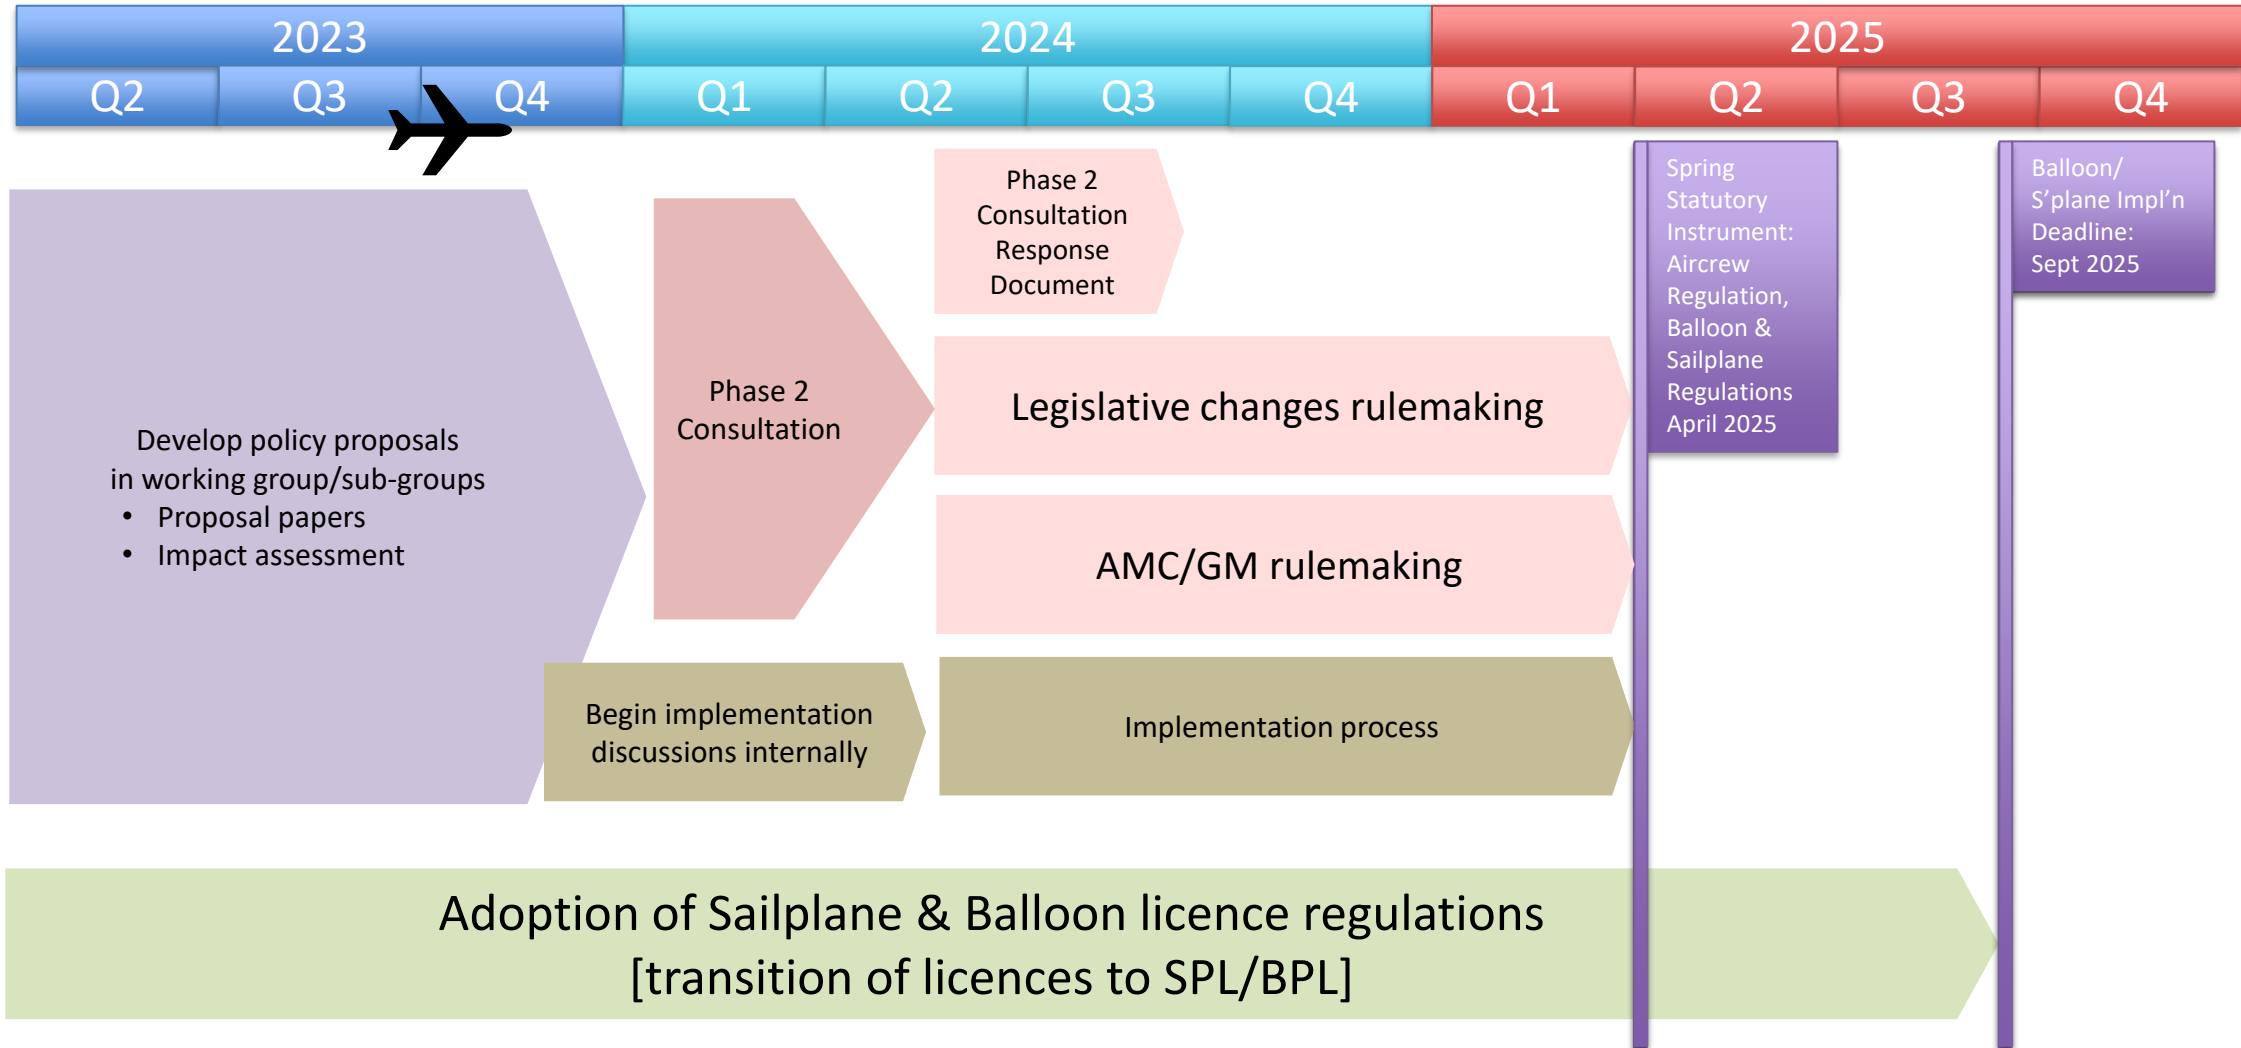 2023
2024
2025
Q2
Q3
Q4
Q1
Q2
Q3
Q4
Q1
Q2
Q3
Q4
Develop policy proposals
in working group/sub-groups
• Proposal papers
• Impact assessment
Phase 2
Consultation
Phase 2
Consultation
Response
Document
Legislative changes rulemaking
AMC/GM rulemaking
Begin implementation
discussions internally
Implementation process
Spring
Statutory
Instrument:
Aircrew
Regulation,
Balloon &
Sailplane
Regulations
April 2025
Balloon/
S’plane Impl’n
Deadline:
Sept 2025
Adoption of Sailplane & Balloon licence regulations
[transition of licences to SPL/BPL]